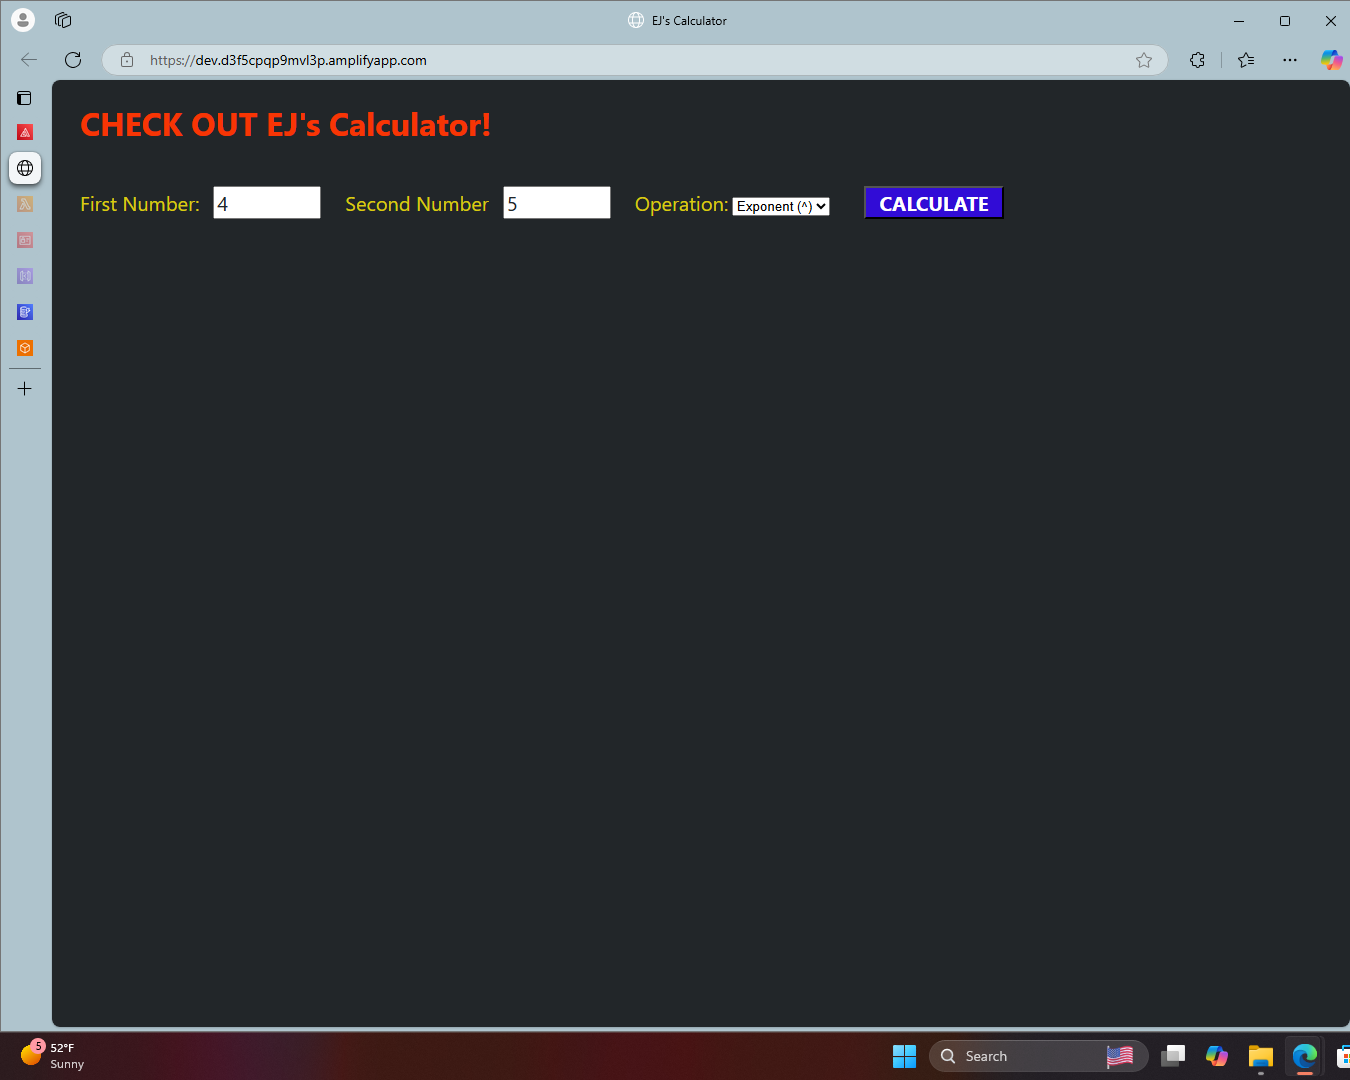 EJ's Calculator
https://dev.d3f5cpqp9mvl3p.amplifyapp.com
CHECK OUT EJ's Calculator!
First Number: 4 Second Number 5 Operation: Exponent (^) CALCULATE
5
52°F
Sunny
Search